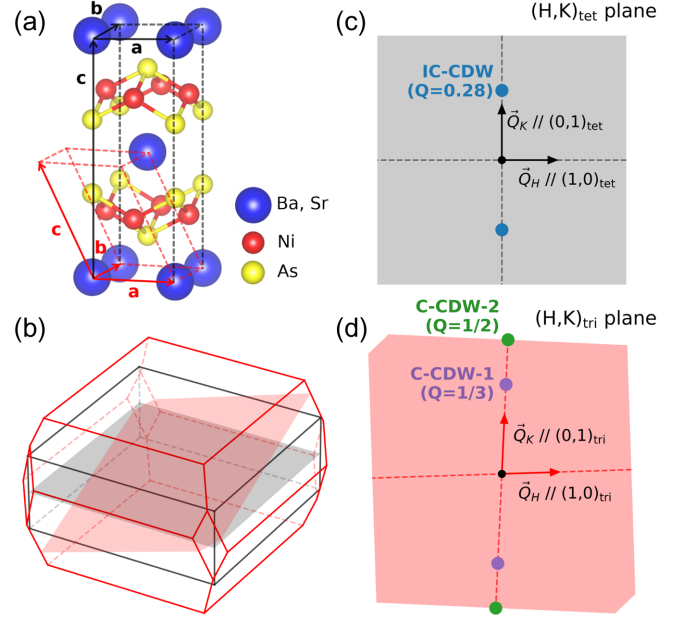 (a)
b
a
c
c
b
a
Ba, Sr
Ni
As
(b)
(c)
(H,K)tet plane
IC-CDW
(Q=0.28)
Q⃗K // (0,1)tet
Q⃗H // (1,0)tet
(d)
(H,K)tri plane
C-CDW-2
(Q=1/2)
C-CDW-1
(Q=1/3)
Q⃗K // (0,1)tri
Q⃗H // (1,0)tri